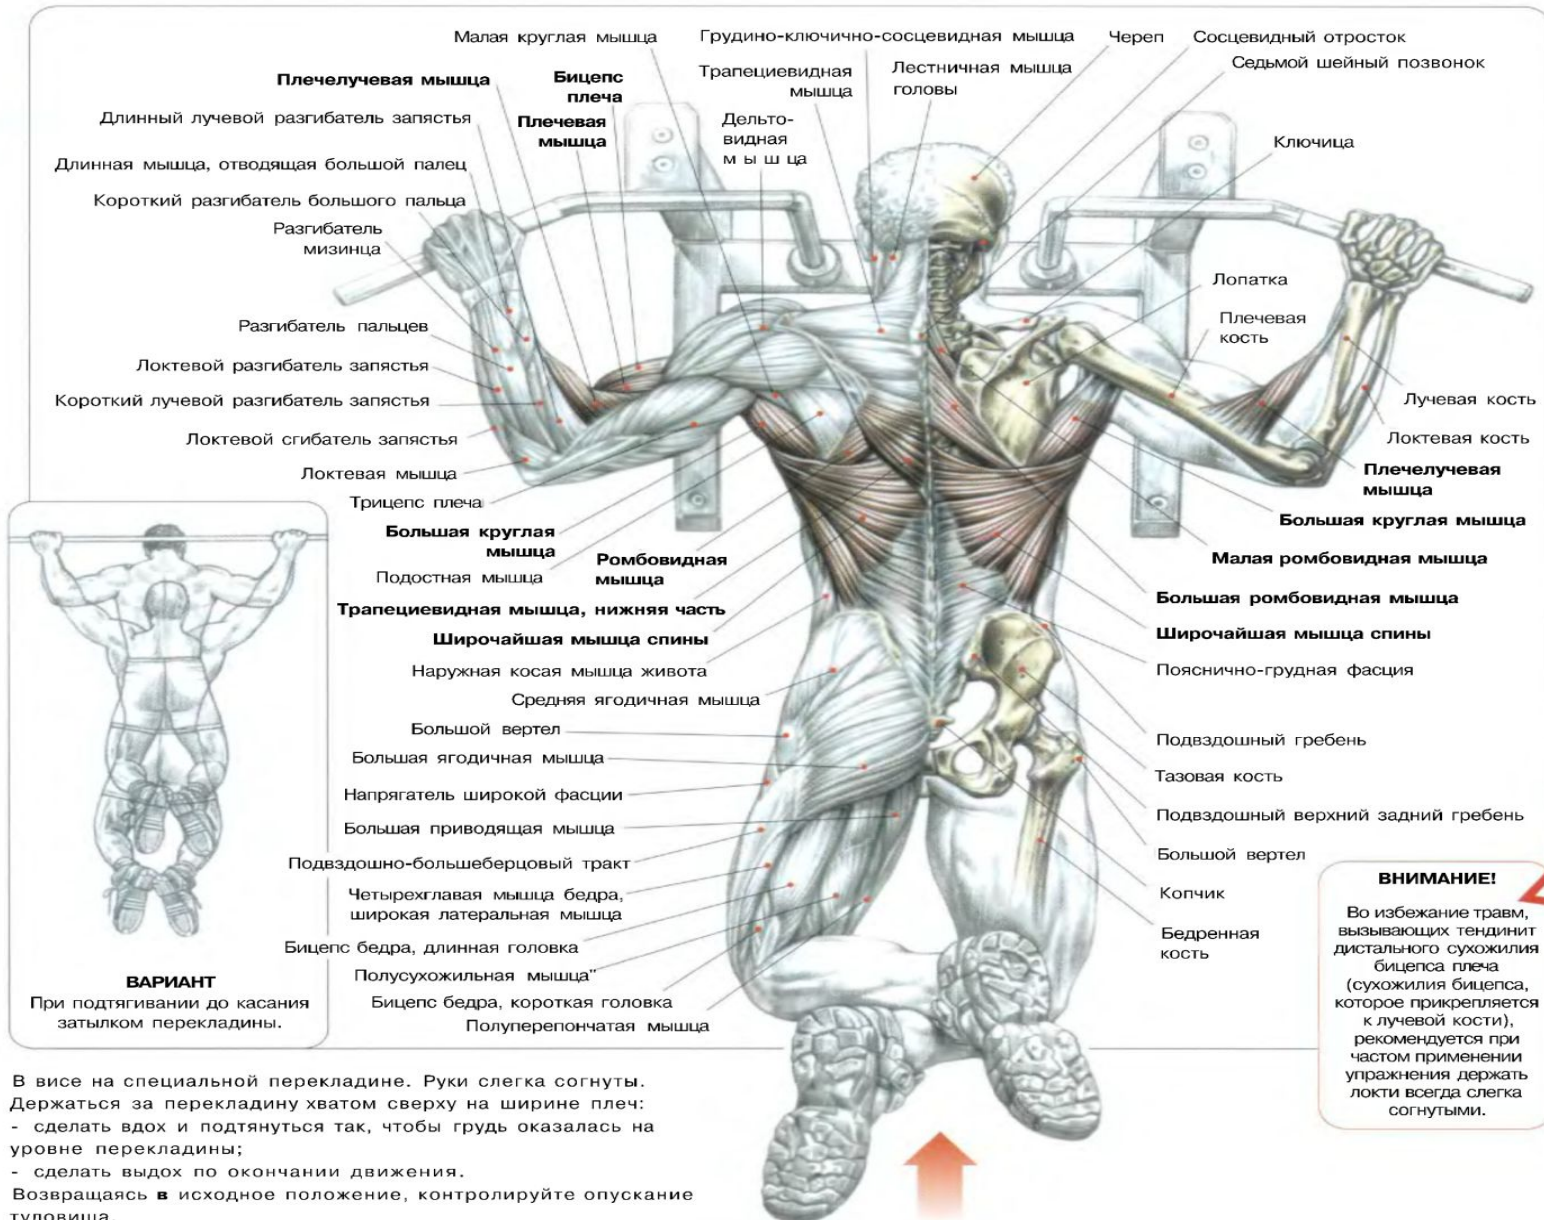 Малая круглая мышца
Грудино-ключично-сосцевидная мышца
Череп
Сосцевидный отросток
Плечелучевая мышца
Бицепс
плеча
Трапециевидная
мышца
Лестничная мышца
головы
Седьмой шейный позвонок
Длинный лучевой разгибатель запястья
Плечевая
мышца
Дельто-
видная
м ы ш ца
Ключица
Длинная мышца, отводящая большой палец
Короткий разгибатель большого пальца
Разгибатель
мизинца
Лопатка
Разгибатель пальцев
Плечевая
кость
Локтевой разгибатель запястья
Короткий лучевой разгибатель запястья
Лучевая кость
Локтевой сгибатель запястья
Локтевая кость
Локтевая мышца
Плечелучевая
мышца
Трицепс плеча
Большая круглая
мышца
Большая круглая мышца
Ромбовидная
мышца
Малая ромбовидная мышца
Подостная мышца
Трапециевидная мышца, нижняя часть
Большая ромбовидная мышца
Широчайшая мышца спины
Широчайшая мышца спины
Наружная косая мышца живота
Пояснично-грудная фасция
Средняя ягодичная мышца
Большой вертел
Подвздошный гребень
Большая ягодичная мышца
Тазовая кость
Напрягатель широкой фасции
Подвздошный верхний задний гребень
Большая приводящая мышца
Большой вертел
Подвздошно-большеберцовый тракт
Четырехглавая мышца бедра,
широкая латеральная мышца
Копчик
Бицепс бедра, длинная головка
Бедренная
кость
Полусухожильная мышца"
Бицепс бедра, короткая головка
Полуперепончатая мышца
ВАРИАНТ
При подтягивании до касания
затылком перекладины.
ВНИМАНИЕ!
Во избежание травм,
вызывающих тендинит
дистального сухожилия
бицепса плеча
(сухожилия бицепса,
которое прикрепляется
к лучевой кости),
рекомендуется при
частом применении
упражнения держать
локти всегда слегка
согнутыми.
В висе на специальной перекладине. Руки слегка согнуты.
Держаться за перекладину хватом сверху на ширине плеч:
- сделать вдох и подтянуться так, чтобы грудь оказалась на
уровне перекладины;
- сделать выдох по окончании движения.
Возвращаясь в исходное положение, контролируйте опускание
туловища.